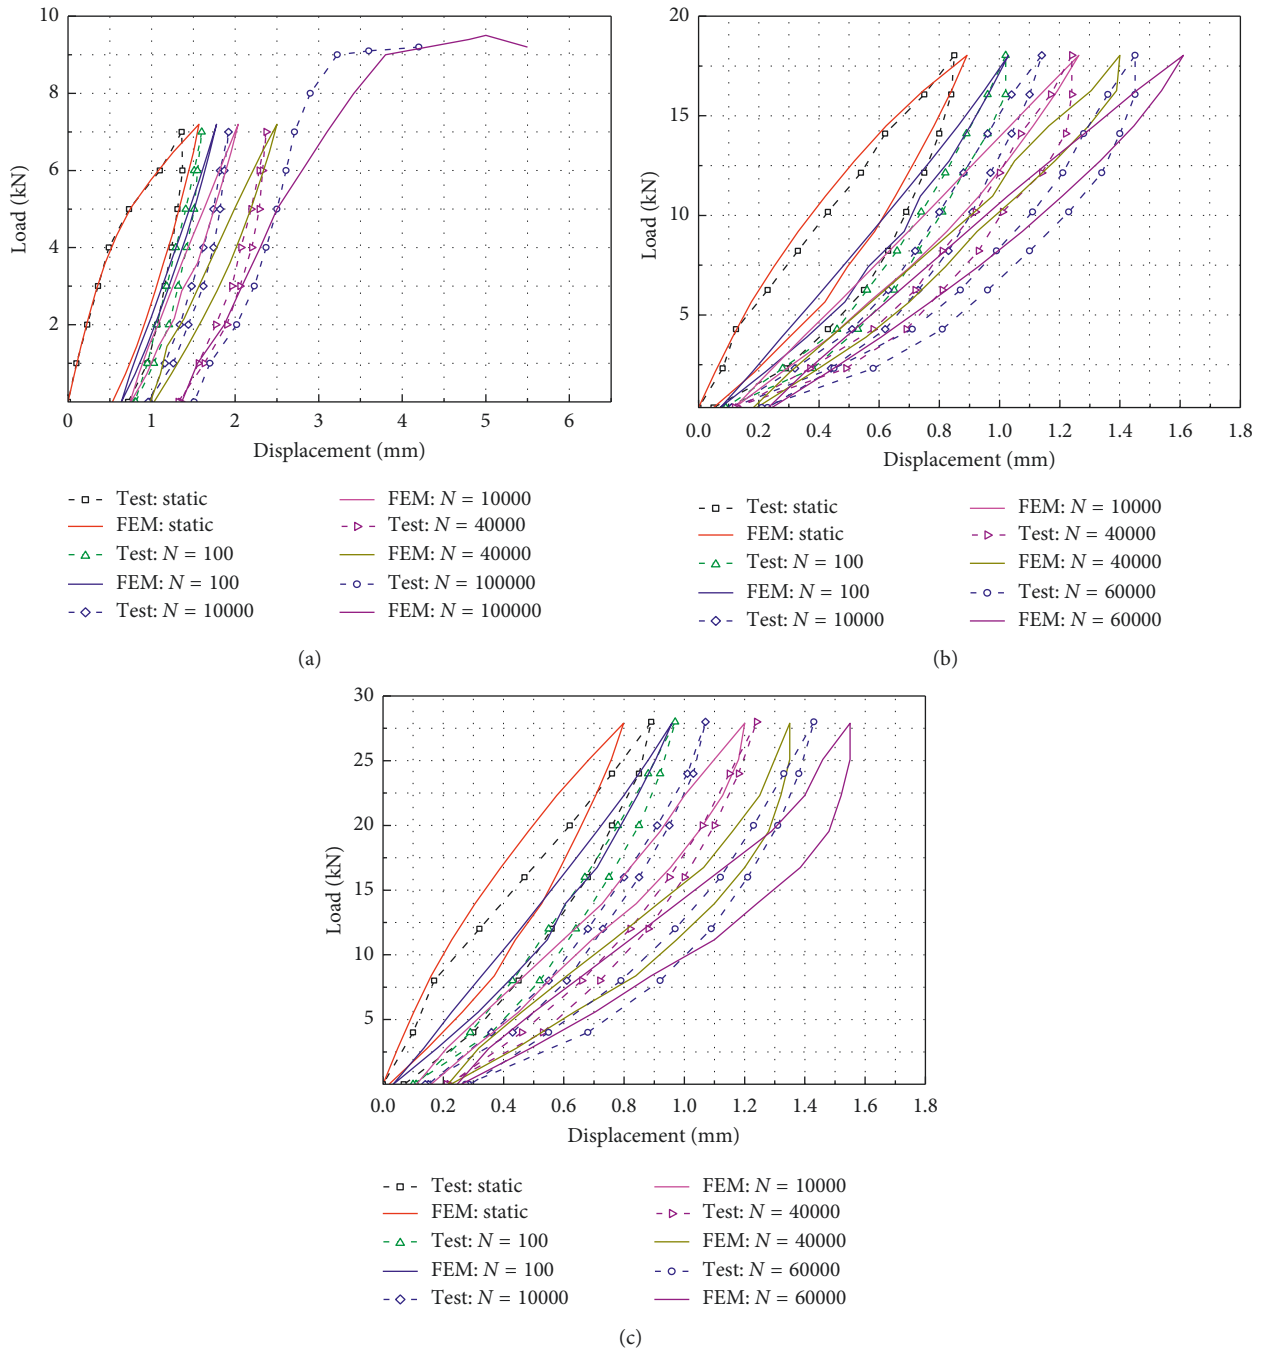 10
9
8
7
6
5
4
3
2
Load (kN)
0 1 2 3 4 5 6
Displacement (mm)
Test: static
FEM: static
Test: N = 100
FEM: N = 100
Test: N = 10000
FEM: N = 10000
Test: N = 40000
FEM: N = 40000
Test: N = 100000
FEM: N = 100000
(a)
20
15
10
5
Load (kN)
0.0 0.2 0.4 0.6 0.8 1.0 1.2 1.4 1.6 1.8
Displacement (mm)
Test: static
FEM: static
Test: N = 100
FEM: N = 100
Test: N = 10000
FEM: N = 10000
Test: N = 40000
FEM: N = 40000
Test: N = 60000
FEM: N = 60000
(b)
30
25
20
15
10
5
Load (kN)
0.0 0.2 0.4 0.6 0.8 1.0 1.2 1.4 1.6 1.8
Displacement (mm)
Test: static
FEM: static
Test: N = 100
FEM: N = 100
Test: N = 10000
FEM: N = 10000
Test: N = 40000
FEM: N = 40000
Test: N = 60000
FEM: N = 60000
(c)